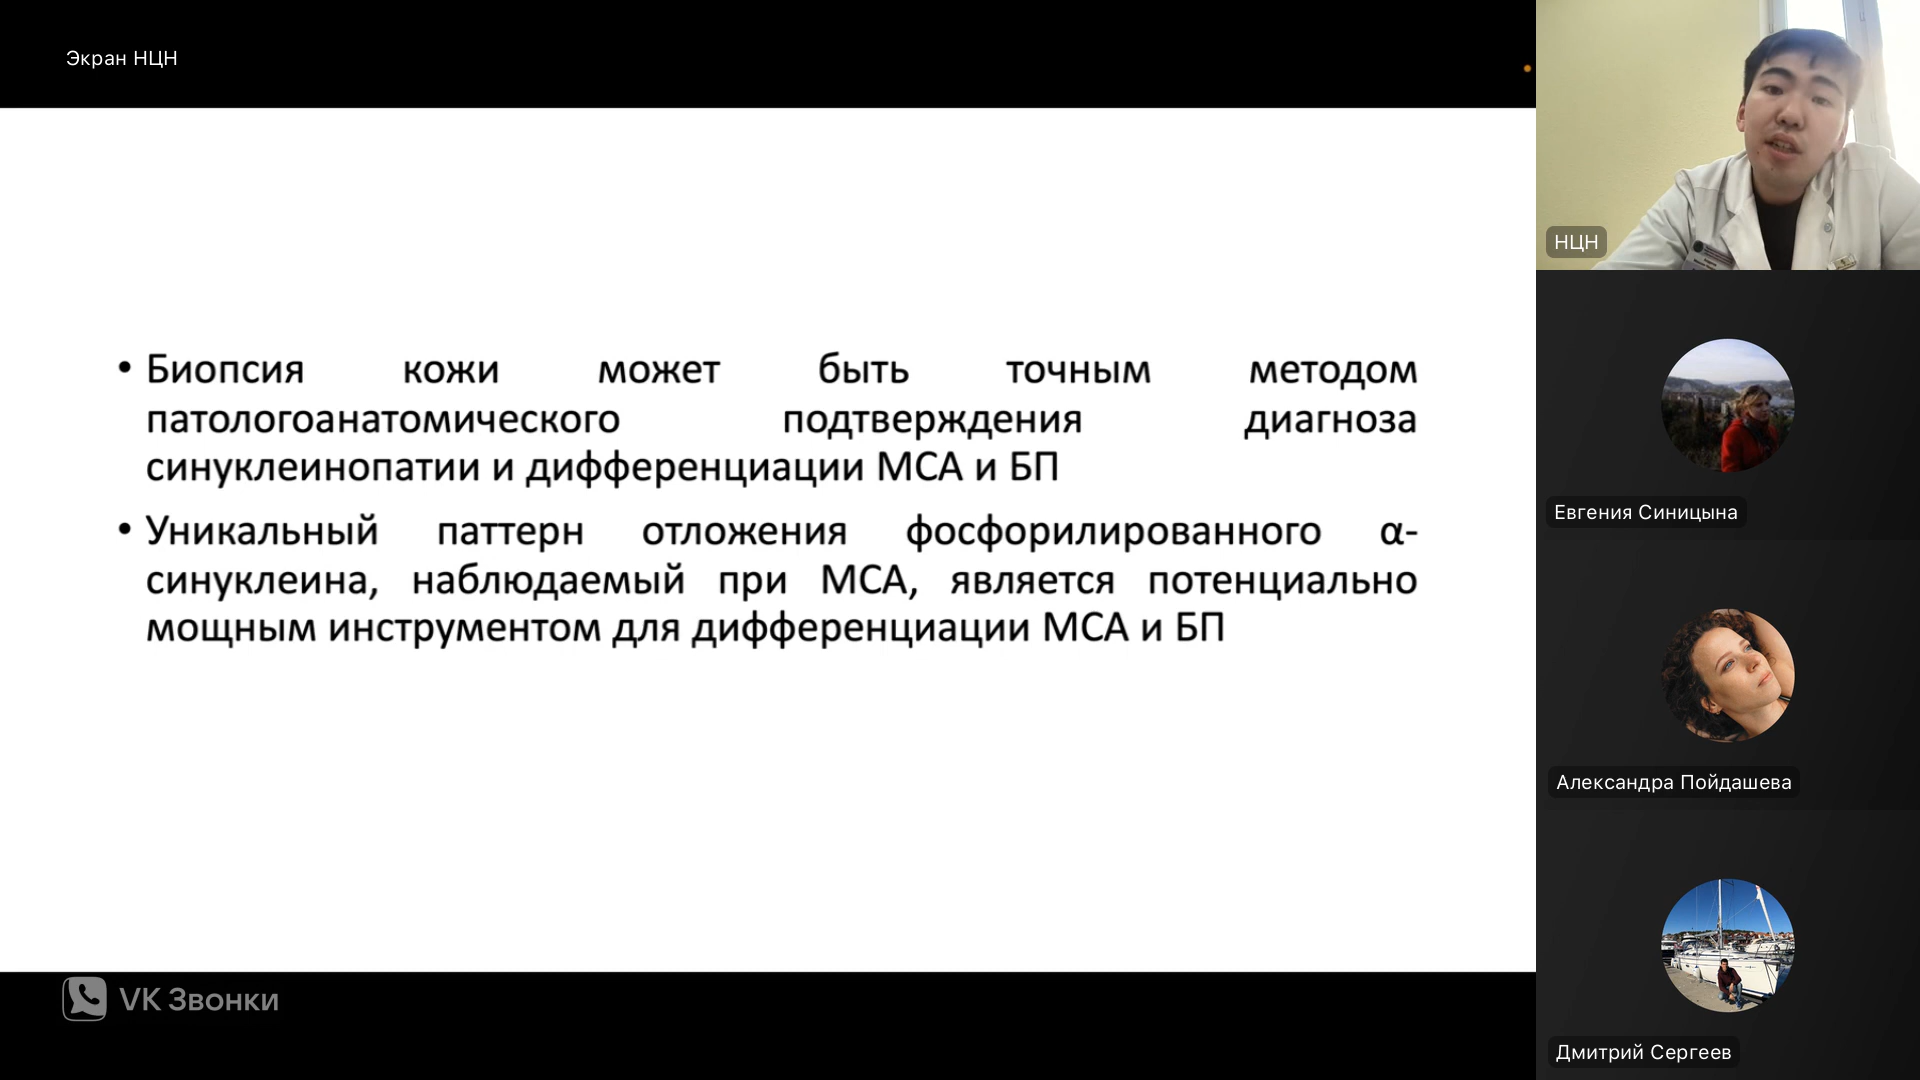 Экран НЦН
• Биопсия кожи может быть точным методом
патологоанатомического подтверждения диагноза
синуклеинопатии и дифференциации МСА и БП
• Уникальный паттерн отложения фосфорилированного α-
синуклеина, наблюдаемый при МСА, является потенциально
мощным инструментом для дифференциации МСА и БП
VK Звонки
НЦН
Евгения Синицына
Александра Пойдашева
Дмитрий Сергеев